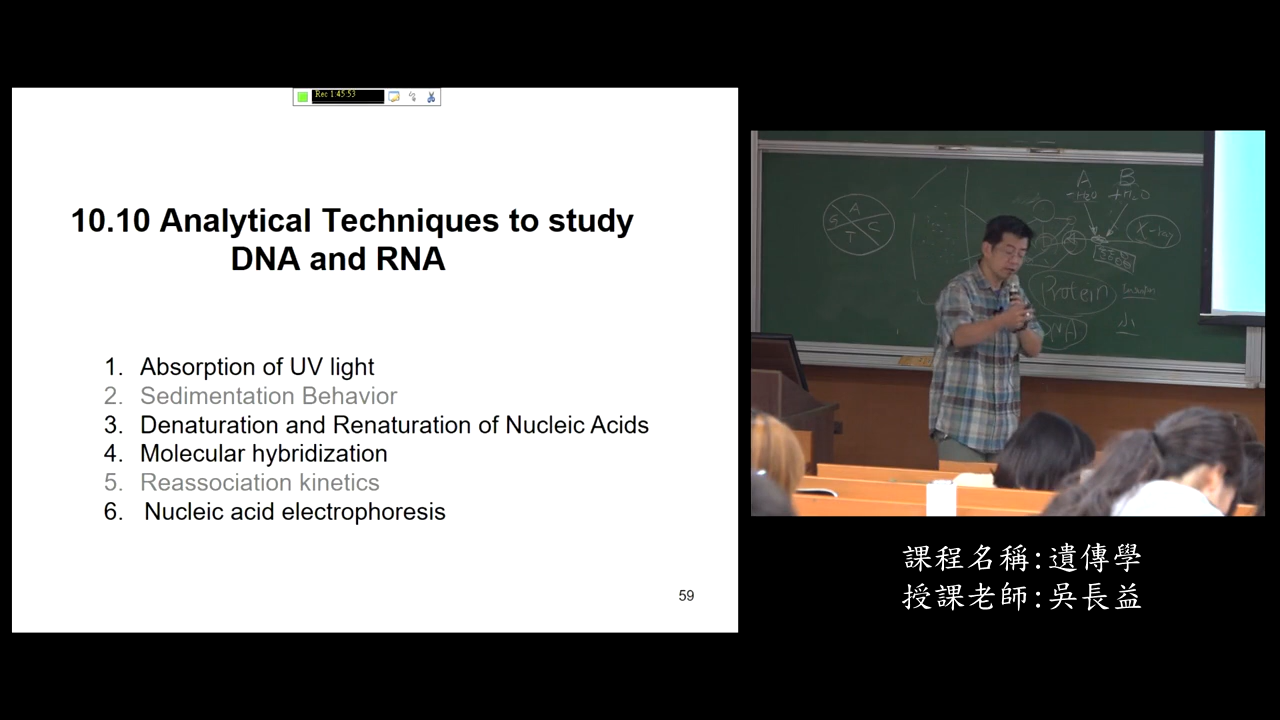 Rec 1:45:53
10.10 Analytical Techniques to study
DNA and RNA
1. Absorption of UV light
2. Sedimentation Behavior
3. Denaturation and Renaturation of Nucleic Acids
4. Molecular hybridization
5. Reassociation kinetics
6. Nucleic acid electrophoresis
59
A B
A
G C
T
X-ray
Protein
課程名稱:遺傳學
授課老師:吳長益